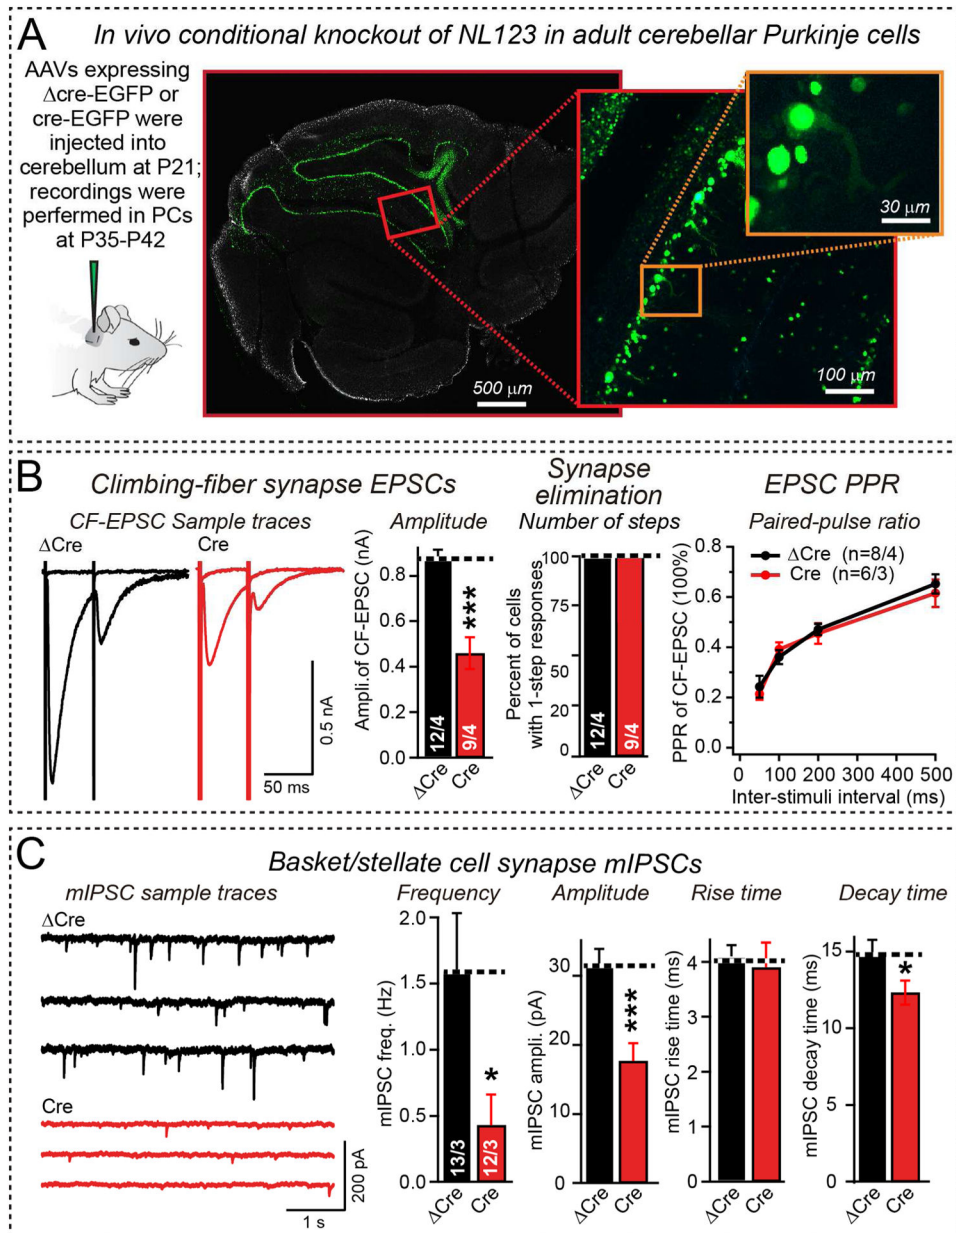 A
In vivo conditional knockout of NL123 in adult cerebellar Purkinje cells
AAVs expressing
Δcre-EGFP or
cre-EGFP were
injected into
cerebellum at P21;
recordings were
perfermed in PCs
at P35-P42
500 μm
100 μm
30 μm
B
Climbing-fiber synapse EPSCs
Synapse
elimination
EPSC PPR
CF-EPSC Sample traces
ΔCre
Cre
0.5 nA
50 ms
Amplitude
Ampli.of CF-EPSC (nA)
0.8
0.6
0.4
0.2
0.0
***
12/4
9/4
ΔCre
Cre
Number of steps
Percent of cells
with 1-step responses
100
75
50
20
0
12/4
9/4
ΔCre
Cre
Paired-pulse ratio
PPR of CF-EPSC (100%)
0.8
0.6
0.4
0.2
0.0
ΔCre (n=8/4)
Cre (n=6/3)
0 100 200 300 400 500
Inter-stimuli interval (ms)
C
Basket/stellate cell synapse mIPSCs
mIPSC sample traces
ΔCre
Cre
200 pA
1 s
Frequency
mIPSC freq. (Hz)
2.0
1.5
1.0
0.5
0.0
*
13/3
12/3
ΔCre
Cre
Amplitude
mIPSC ampli. (pA)
30
20
10
0
***
ΔCre
Cre
Rise time
mIPSC rise time (ms)
4
3
2
1
0
ΔCre
Cre
Decay time
mIPSC decay time (ms)
15
10
5
0
*
ΔCre
Cre